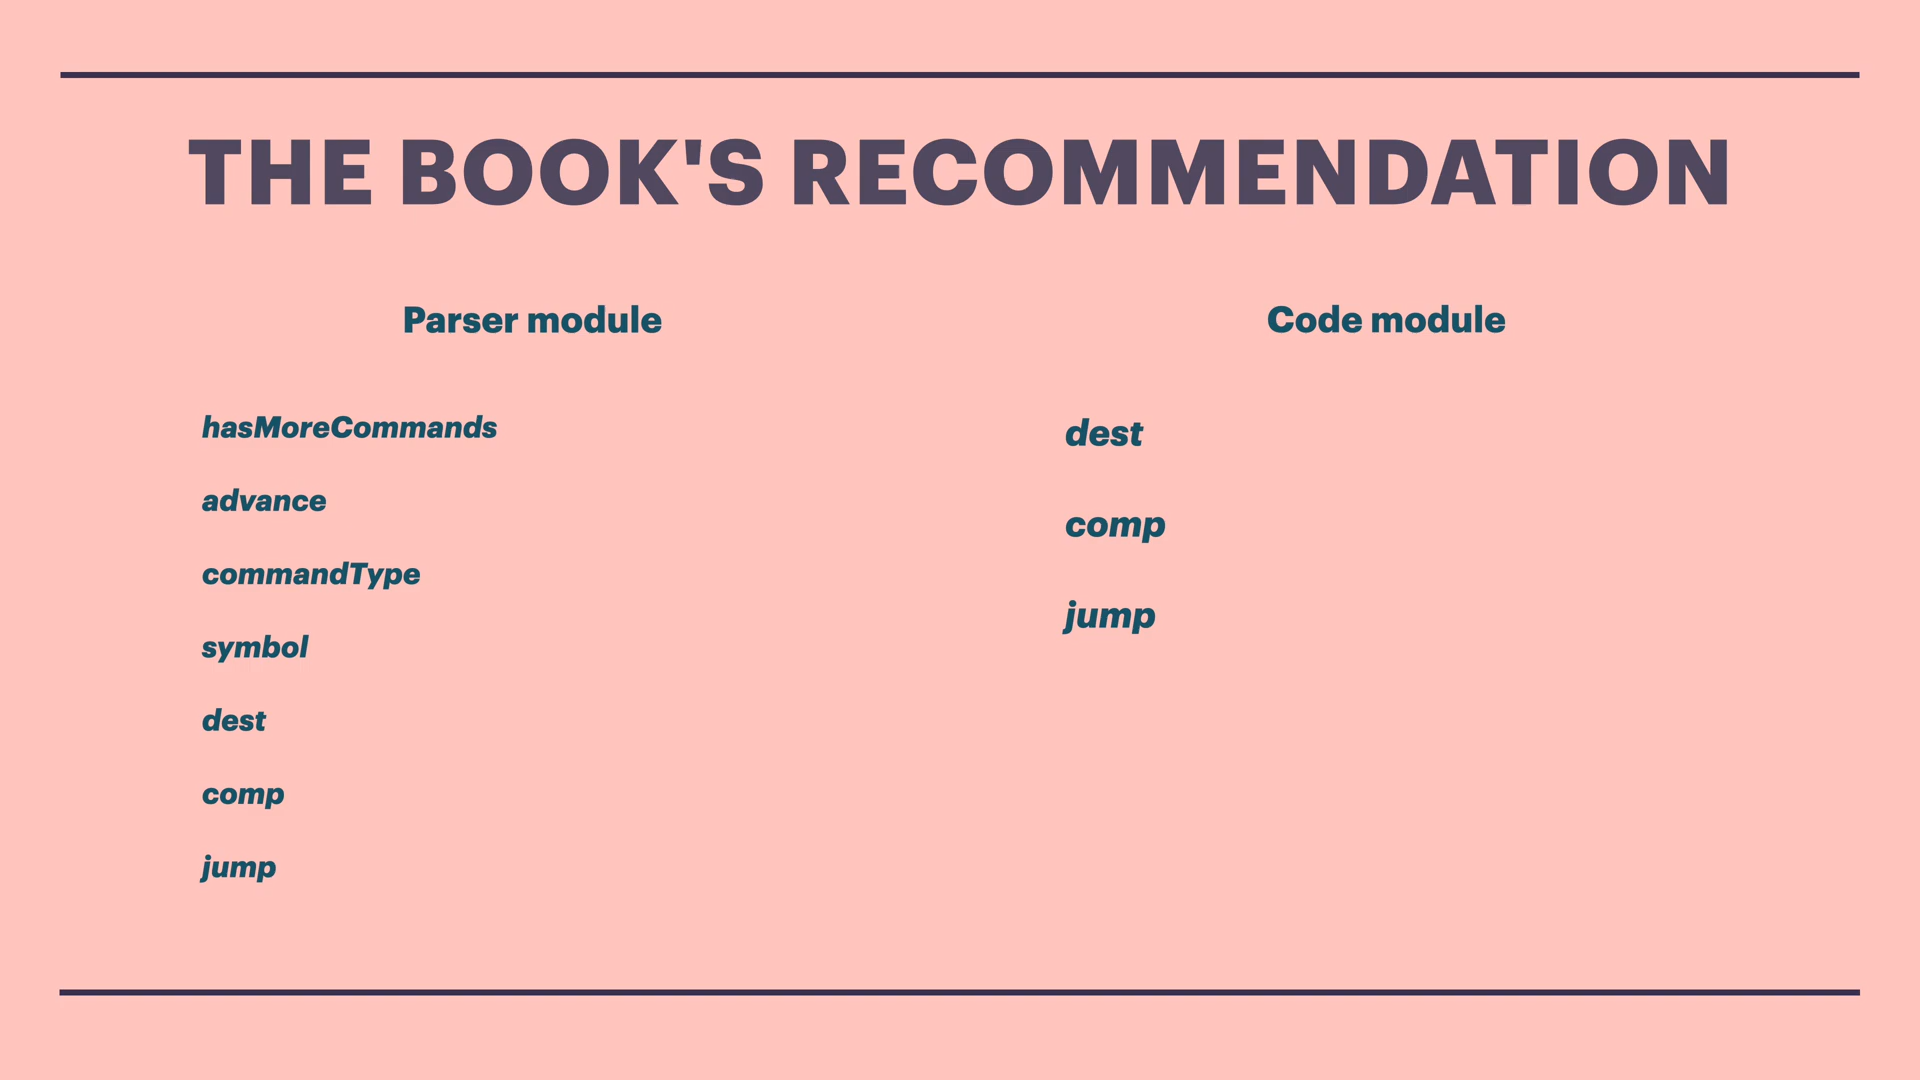 THE BOOK'S RECOMMENDATION
Parser module
hasMoreCommands
advance
commandType
symbol
dest
comp
jump
Code module
dest
comp
jump